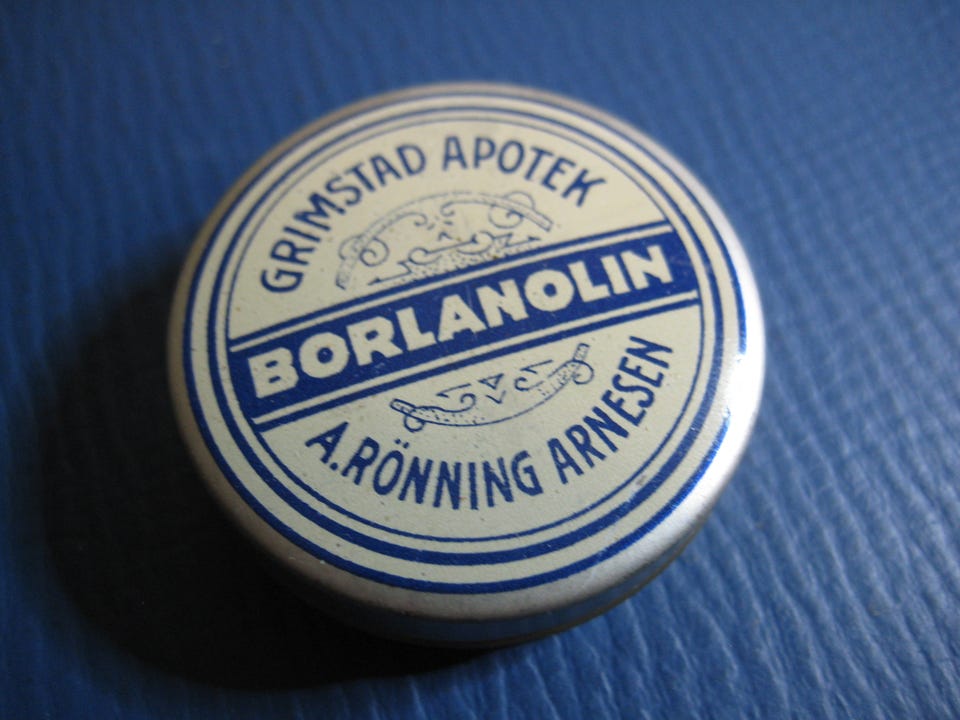 GRIMSTAD APOTEK
BORLANOLIN
A.RÖNNING ARNESEN